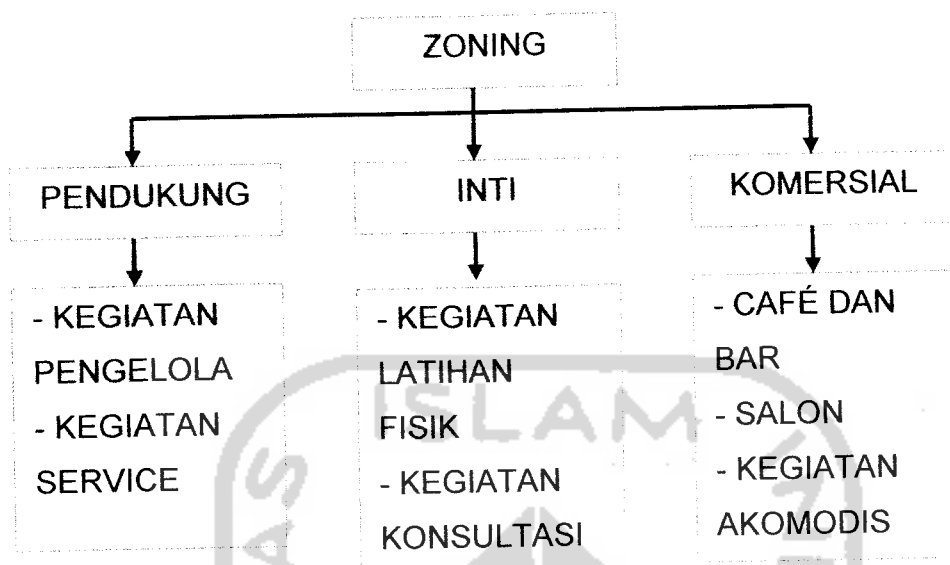 ZONING
PENDUKUNG
INTI
KOMERSIAL
- KEGIATAN
PENGELOLA
- KEGIATAN
SERVICE
- KEGIATAN
LATIHAN
FISIK
- KEGIATAN
KONSULTASI
- CAFÉ DAN
BAR
- SALON
- KEGIATAN
AKOMODIS
ISLAM